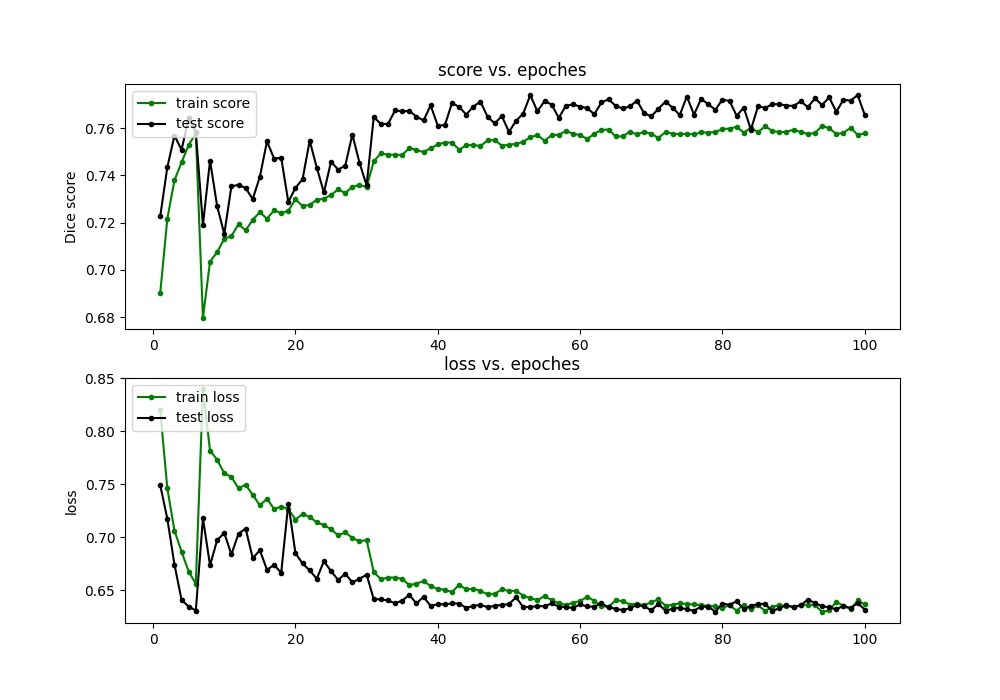 score vs. epoches
train score
test score
Dice score
0.76
0.74
0.72
0.70
0.68
0 20 40 60 80 100
loss vs. epoches
train loss
test loss
loss
0.85
0.80
0.75
0.70
0.65
0 20 40 60 80 100